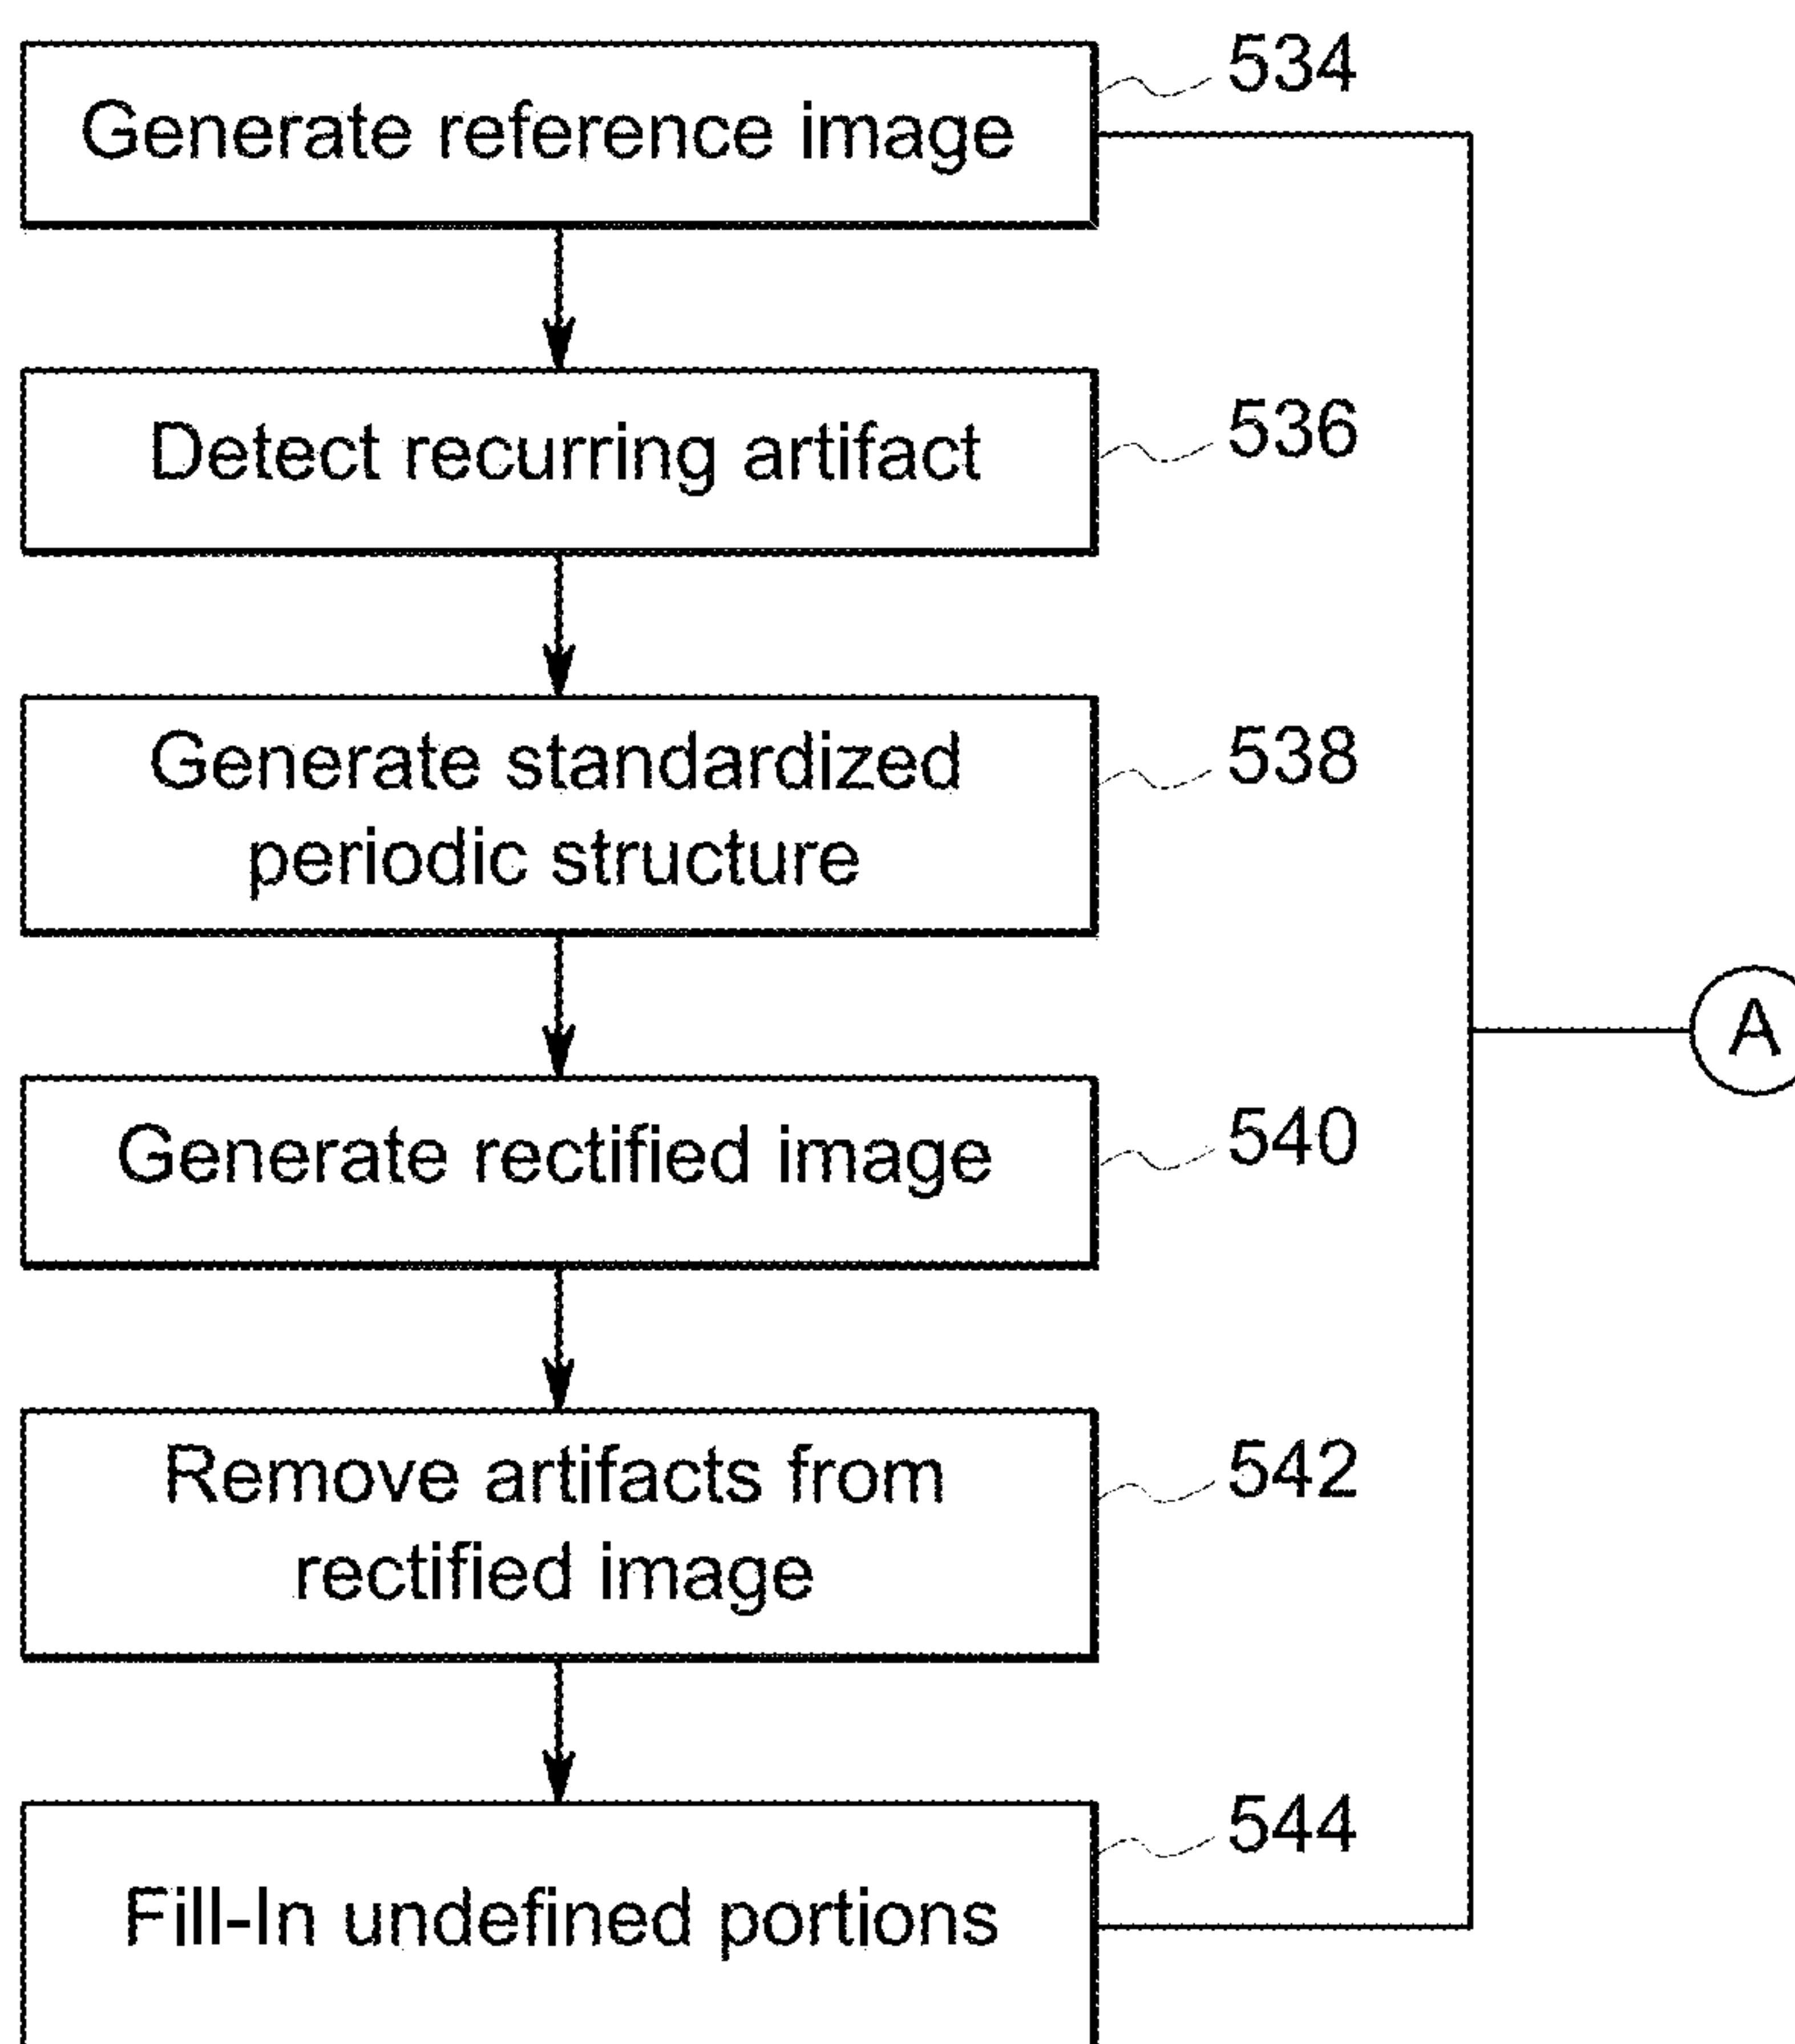 534
Generate reference image
536
Detect recurring artifact
538
Generate standardized
periodic structure
A
540
Generate rectified image
542
Remove artifacts from
rectified image
544
Fill-In undefined portions